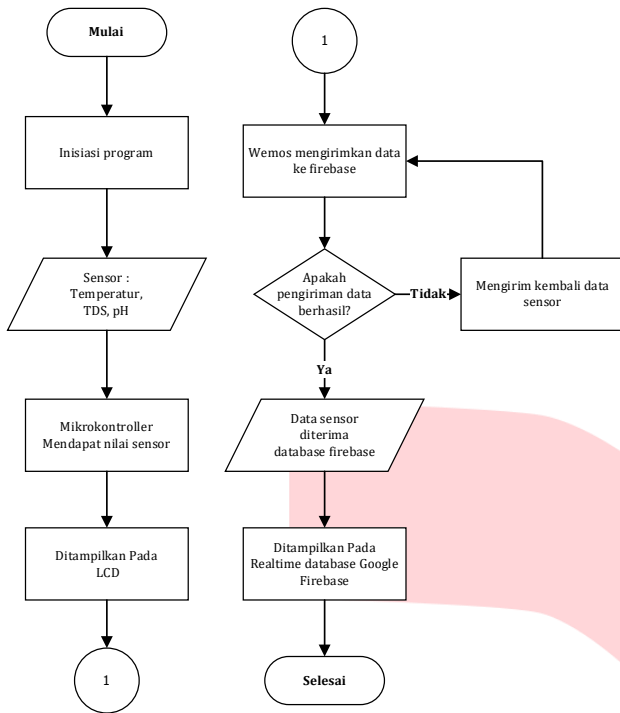 Mulai
Inisiasi program
Sensor :
Temperatur,
TDS, pH
Mikrokontroller
Mendapat nilai sensor
Ditampilkan Pada
LCD
1
1
Wemos mengirimkan data
ke firebase
Apakah
pengiriman data
berhasil?
Tidak
Mengirim kembali data
sensor
Ya
Data sensor
diterima
database firebase
Ditampilkan Pada
Realtime database Google
Firebase
Selesai